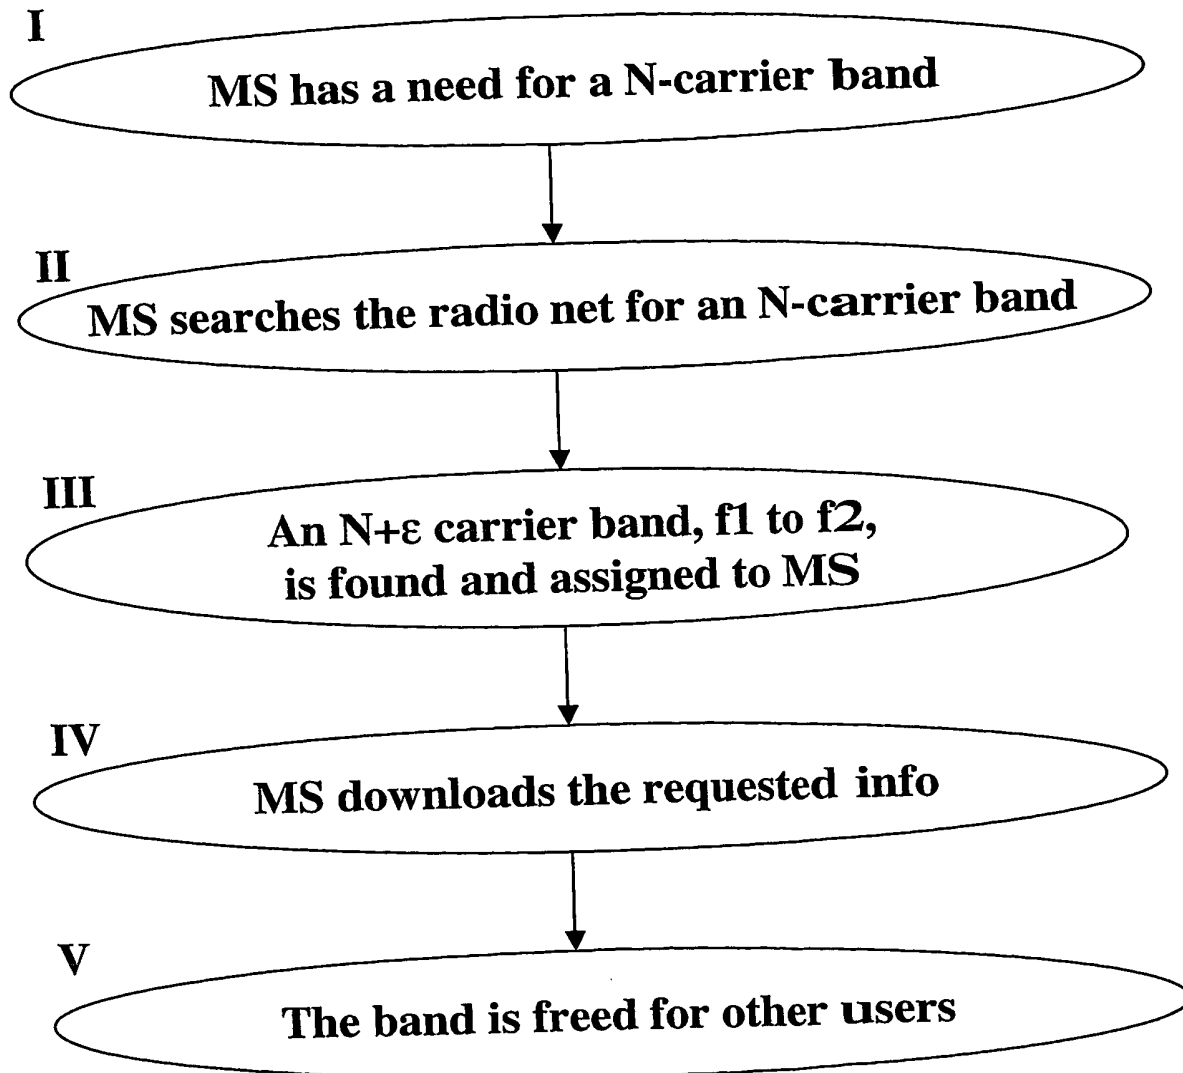 I
MS has a need for a N-carrier band
II
MS searches the radio net for an N-carrier band
III
An N+ε carrier band, f1 to f2,
is found and assigned to MS
IV
MS downloads the requested info
V
The band is freed for other users